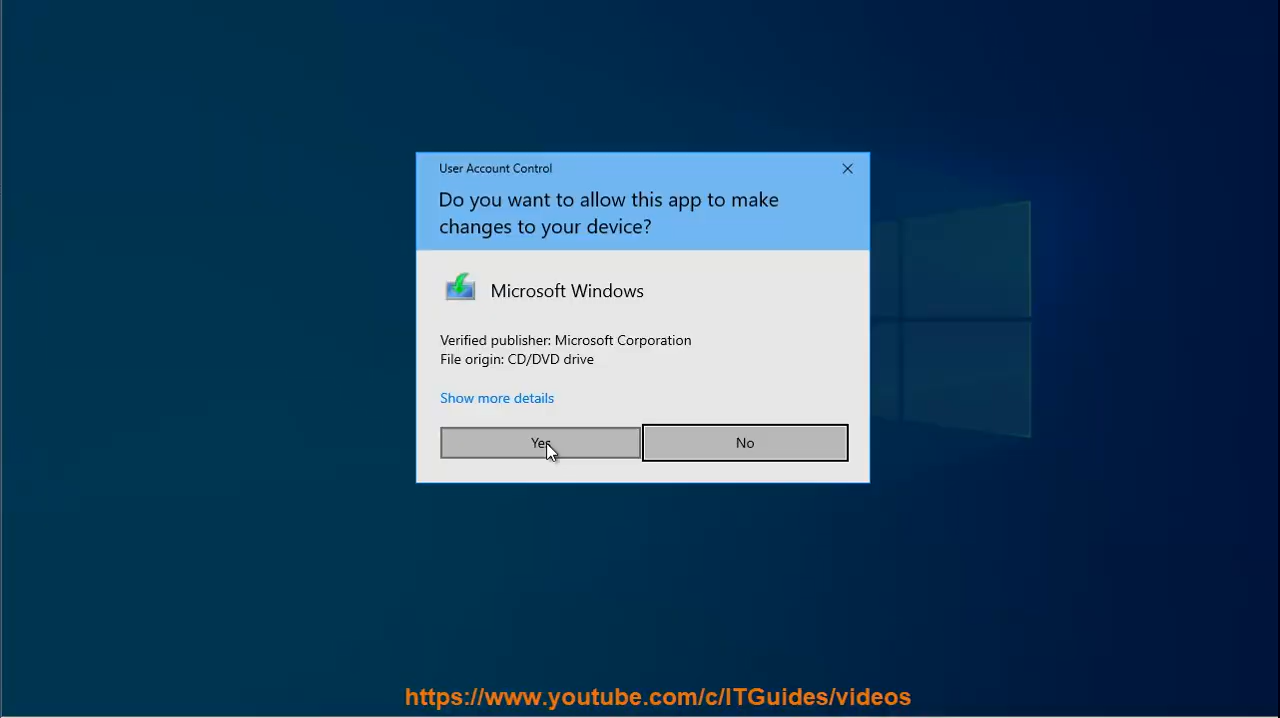 User Account Control
Do you want to allow this app to make
changes to your device?
Microsoft Windows
Verified publisher: Microsoft Corporation
File origin: CD/DVD drive
Show more details
Yes
No
https://www.youtube.com/c/ITGuides/videos